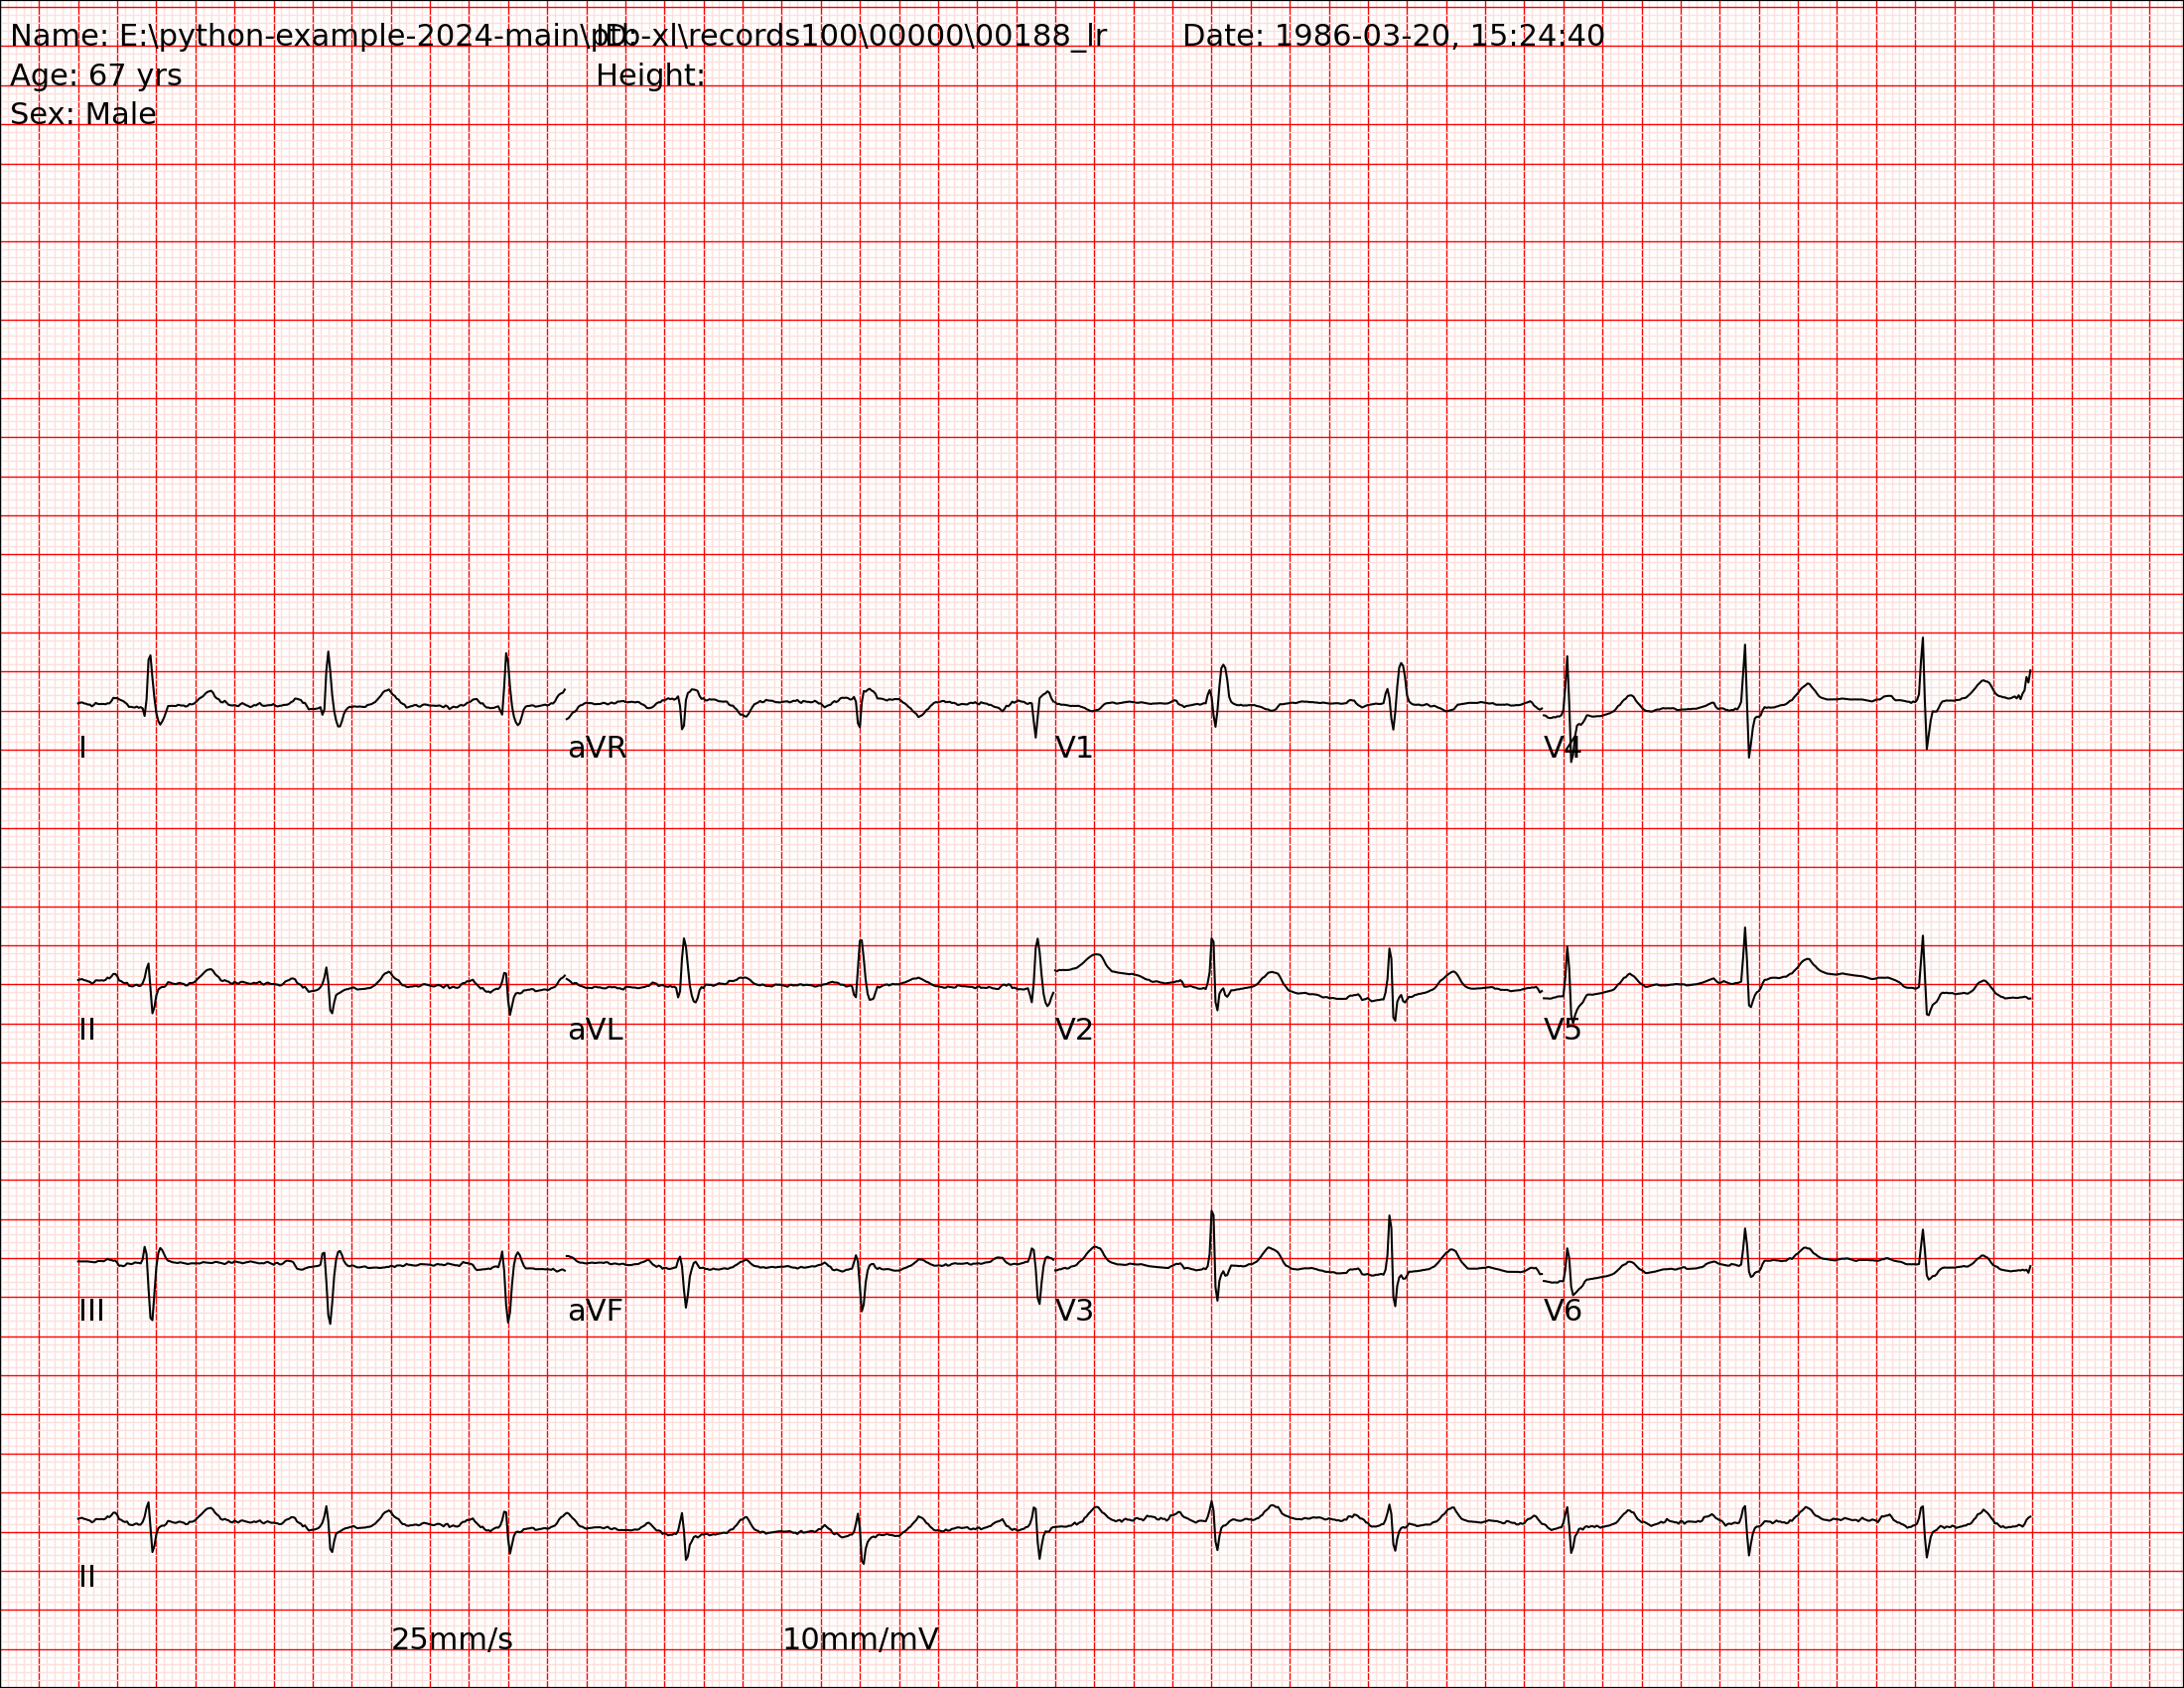 Name: E:\python-example-2024-main\ptb-xl\records100\00000\00188_lr ID: Date: 1986-03-20, 15:24:40
Age: 67 yrs Height:
Sex: Male
I aVR V1 V4
II aVL V2 V5
III aVF V3 V6
II
25mm/s 10mm/mV